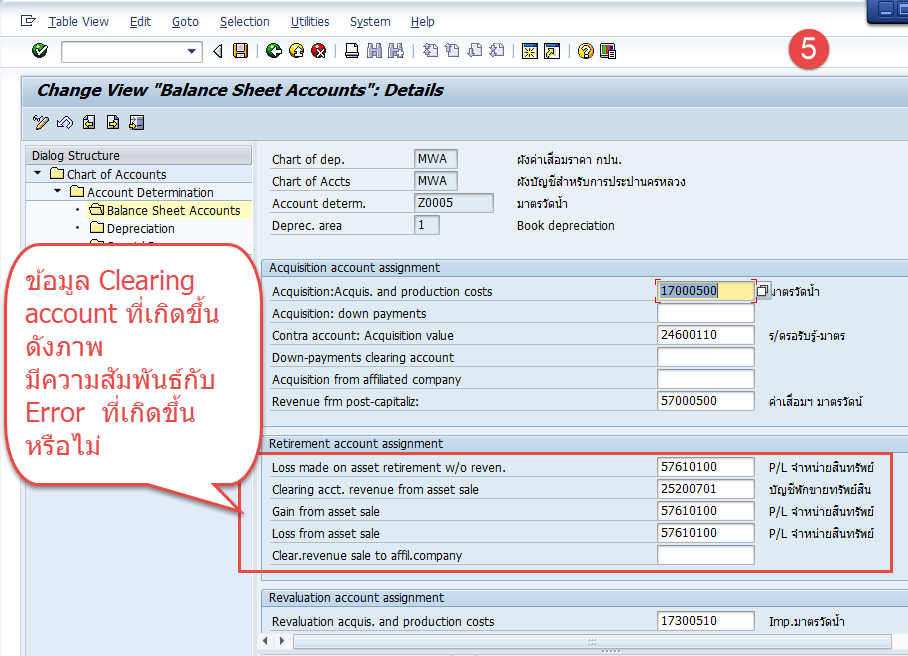 Table View Edit Goto Selection Utilities System Help
5
Change View "Balance Sheet Accounts": Details
Dialog Structure
Chart of Accounts
Account Determination
Balance Sheet Accounts
Depreciation
ข้อมูล Clearing
account ที่เกิดขึ้น
ดังภาพ
มีความสัมพันธ์กับ
Error ที่เกิดขึ้น
หรือไม่
Chart of dep. MWA ผังค่าเสื่อมราคา กปน.
Chart of Accts MWA ผังบัญชีสำหรับการประปานครหลวง
Account determ. Z0005 มาตรวัดน้ำ
Deprec. area 1 Book depreciation
Acquisition account assignment
Acquisition:Acquis. and production costs 17000500 มาตรวัดน้ำ
Acquisition: down payments
Contra account: Acquisition value 24600110 ร/ตรอรับรู้-มาตร
Down-payments clearing account
Acquisition from affiliated company
Revenue frm post-capitaliz: 57000500 ค่าเสื่อมฯ มาตรวัดน้
Retirement account assignment
Loss made on asset retirement w/o reven. 57610100 P/L จำหน่ายสินทรัพย์
Clearing acct. revenue from asset sale 25200701 บัญชีพักขายทรัพย์สิน
Gain from asset sale 57610100 P/L จำหน่ายสินทรัพย์
Loss from asset sale 57610100 P/L จำหน่ายสินทรัพย์
Clear.revenue sale to affil.company
Revaluation account assignment
Revaluation acquis. and production costs 17300510 Imp.มาตรวัดน้ำ